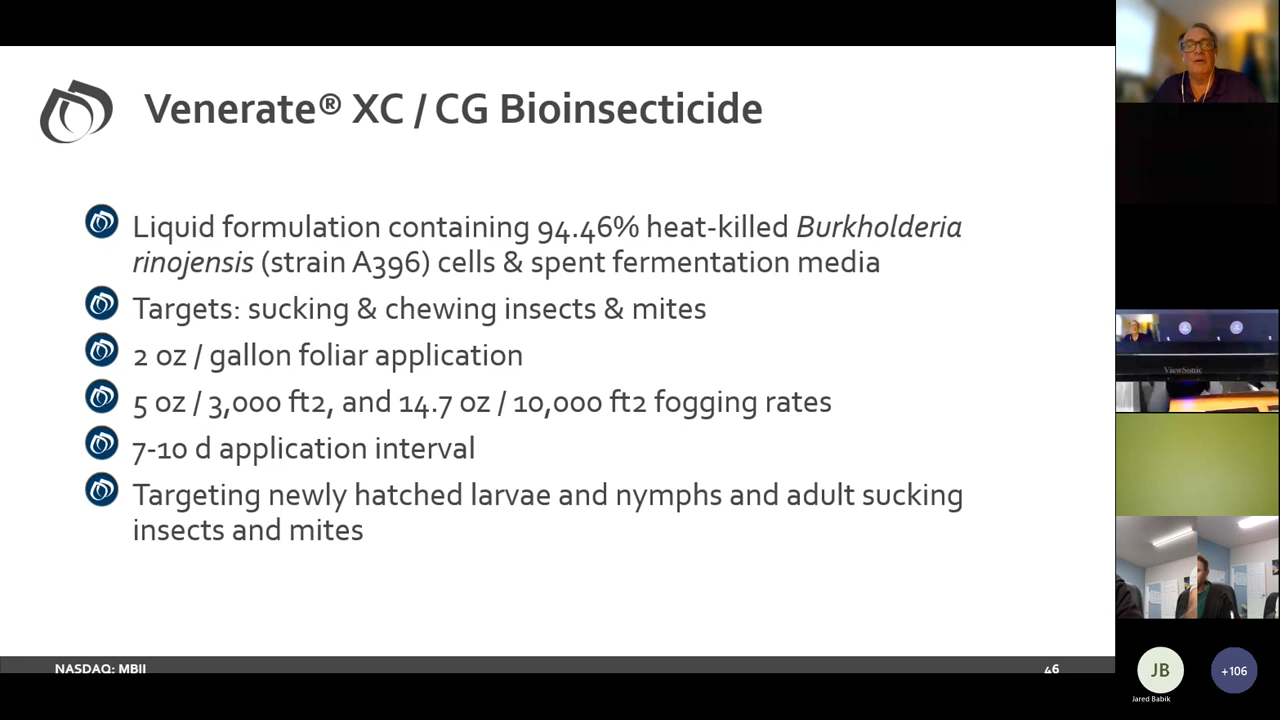 Venerate® XC / CG Bioinsecticide
Liquid formulation containing 94.46% heat-killed Burkholderia
rinojensis (strain A396) cells & spent fermentation media
Targets: sucking & chewing insects & mites
2 oz / gallon foliar application
5 oz / 3,000 ft2, and 14.7 oz / 10,000 ft2 fogging rates
7-10 d application interval
Targeting newly hatched larvae and nymphs and adult sucking
insects and mites
NASDAQ: MBII
46
ViewSonic
JB
+106
Jared Babik